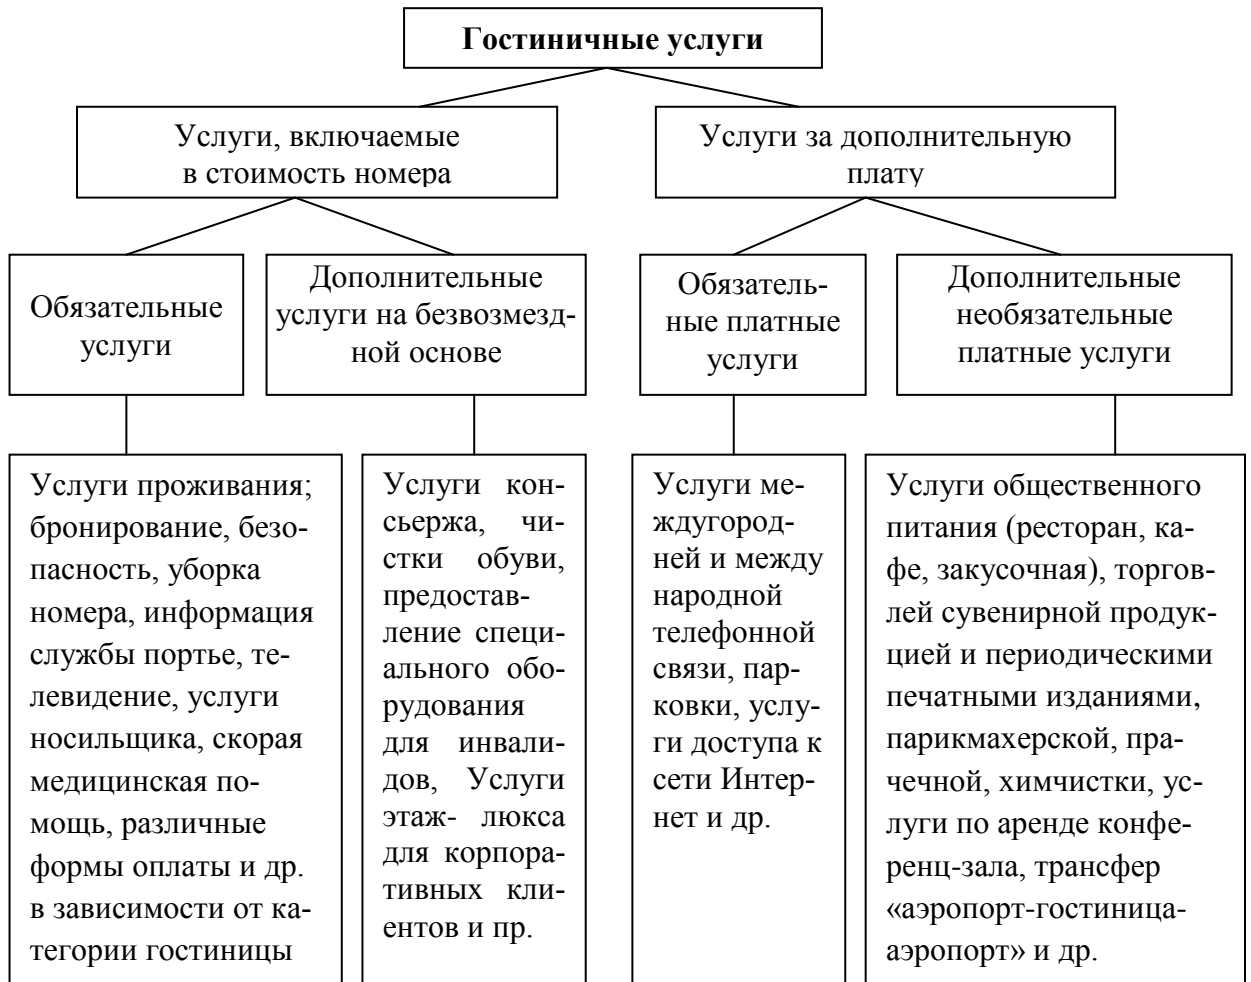 Гостиничные услуги
Услуги, включаемые
в стоимость номера
Услуги за дополнительную
плату
Обязательные
услуги
Дополнительные
услуги на безвозмезд-
ной основе
Обязатель-
ные платные
услуги
Дополнительные
необязательные
платные услуги
Услуги проживания;
бронирование, безо-
пасность, уборка
номера, информация
службы портье, те-
левидение, услуги
носильщика, скорая
медицинская по-
мощь, различные
формы оплаты и др.
в зависимости от ка-
тегории гостиницы
Услуги кон-
сьержа, чи-
стки обуви,
предостав-
ление специ-
ального обо-
рудования
для инвали-
дов, Услуги
этаж- люкса
для корпора-
тивных кли-
ентов и пр.
Услуги ме-
ждугород-
ней и между
народной
телефонной
связи, пар-
ковки, услу-
ги доступа к
сети Интер-
нет и др.
Услуги общественного
питания (ресторан, ка-
фе, закусочная), торгов-
лей сувенирной продук-
цией и периодическими
печатными изданиями,
парикмахерской, пра-
чечной, химчистки, ус-
луги по аренде конфе-
ренц-зала, трансфер
«аэропорт-гостиница-
аэропорт» и др.